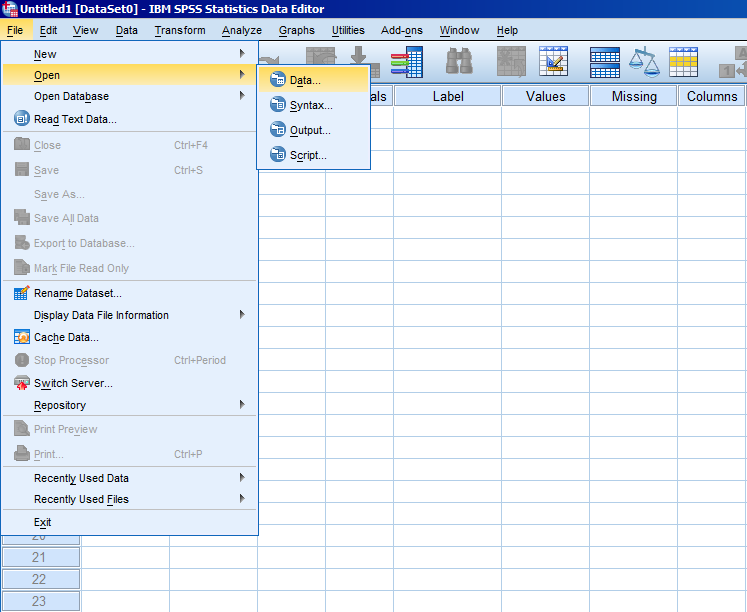 Untitled1 [DataSet0] - IBM SPSS Statistics Data Editor
File Edit View Data Transform Analyze Graphs Utilities Add-ons Window Help
New
Open
Open Database
Read Text Data...
Close Ctrl+F4
Save Ctrl+S
Save As...
Save All Data
Export to Database...
Mark File Read Only
Rename Dataset...
Display Data File Information
Cache Data...
Stop Processor Ctrl+Period
Switch Server...
Repository
Print Preview
Print... Ctrl+P
Recently Used Data
Recently Used Files
Exit
Data...
Syntax...
Output...
Script...
Label Values Missing Columns
20
21
22
23